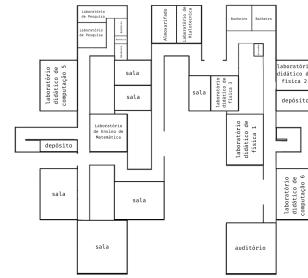 Laboratório
de Pesquisa
Laboratório
de Pesquisa
Almoxarifado
Laboratório de
Banheiro
Banheiro
laboratório
didático de
computação 5
sala
sala
sala
laboratório
didático de
física 3
laboratório
didático de
física 2
depósito
Laboratório
de Ensino de
Matemática
laboratório
didático de
física 1
depósito
sala
sala
laboratório
didático de
computação 6
sala
auditório